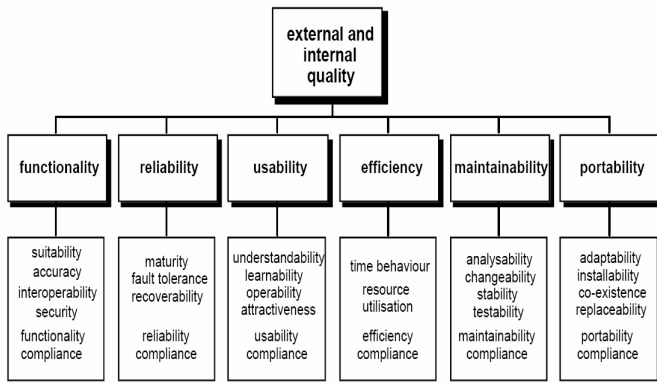 external and
internal
quality
functionality
reliability
usability
efficiency
maintainability
portability
suitability
accuracy
interoperability
security
functionality
compliance
maturity
fault tolerance
recoverability
reliability
compliance
understandability
learnability
operability
attractiveness
usability
compliance
time behaviour
resource
utilisation
efficiency
compliance
analysability
changeability
stability
testability
maintainability
compliance
adaptability
installability
co-existence
replaceability
portability
compliance